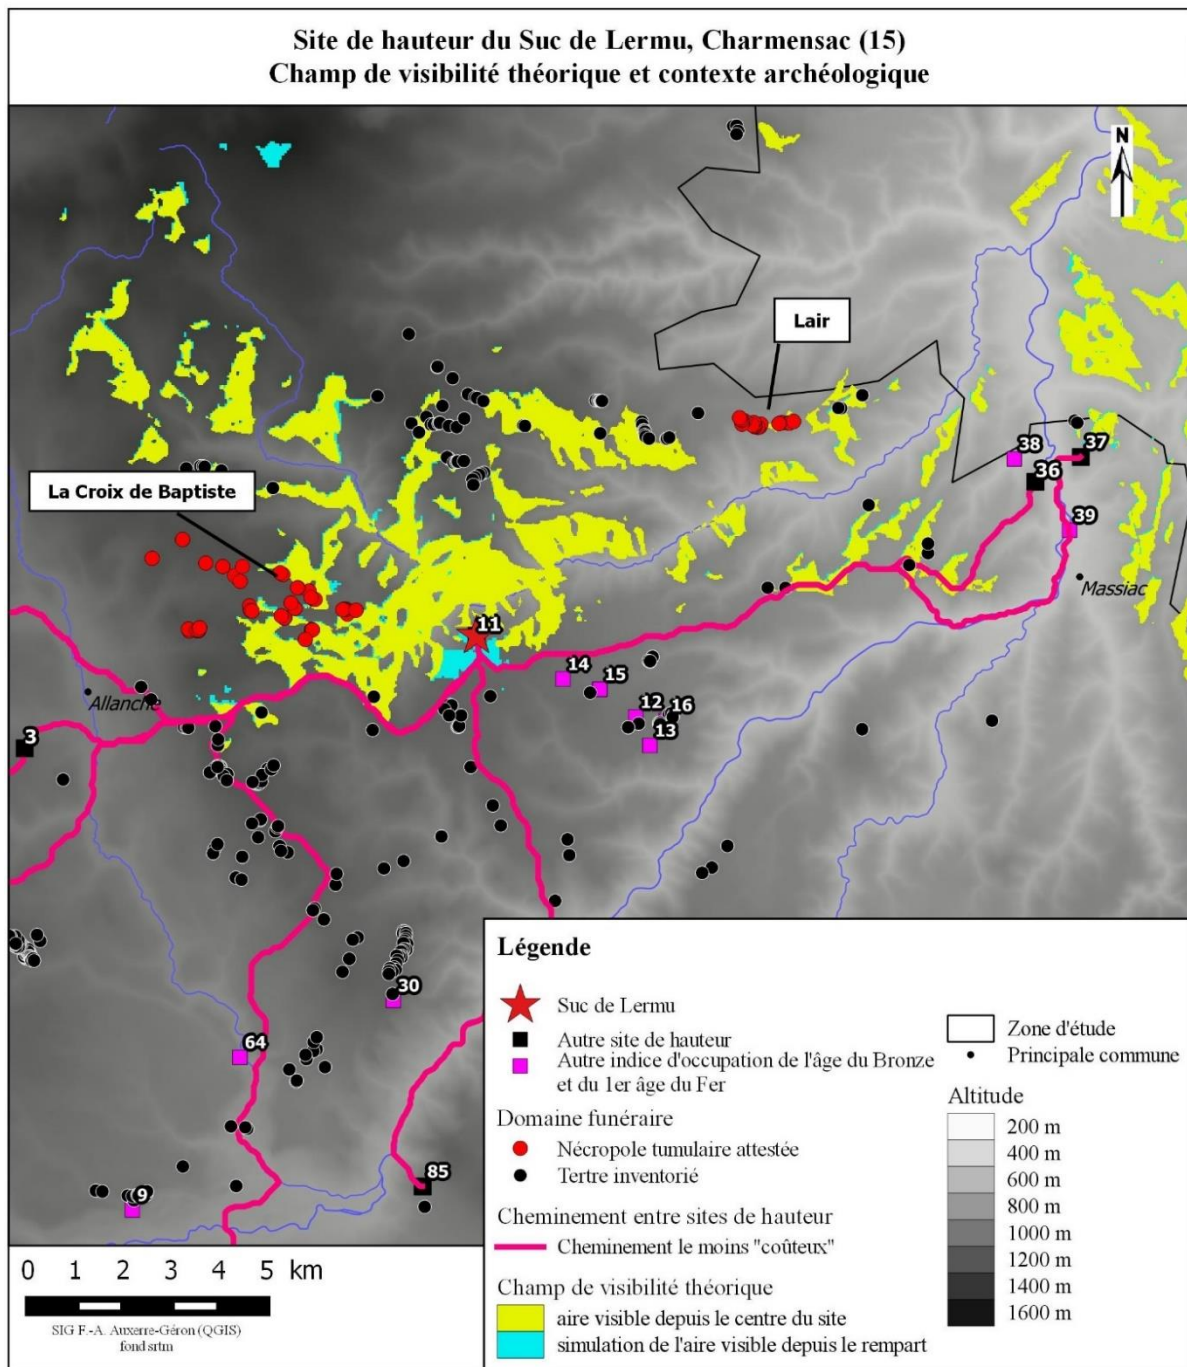 Site de hauteur du Suc de Lermu, Charmensac (15)
Champ de visibilité théorique et contexte archéologique
N
Lair
La Croix de Baptiste
38
37
36
39
Massiac
11
14
15
12
16
13
Allanche
3
30
64
85
9
Légende
Suc de Lermu
Autre site de hauteur
Autre indice d'occupation de l'âge du Bronze
et du 1er âge du Fer
Domaine funéraire
Nécropole tumulaire attestée
Tertre inventorié
Cheminement entre sites de hauteur
Cheminement le moins "coûteux"
Champ de visibilité théorique
aire visible depuis le centre du site
simulation de l'aire visible depuis le rempart
Zone d'étude
Principale commune
Altitude
200 m
400 m
600 m
800 m
1000 m
1200 m
1400 m
1600 m
0 1 2 3 4 5 km
SIG F.-A. Auxerre-Géron (QGIS)
fond srtm